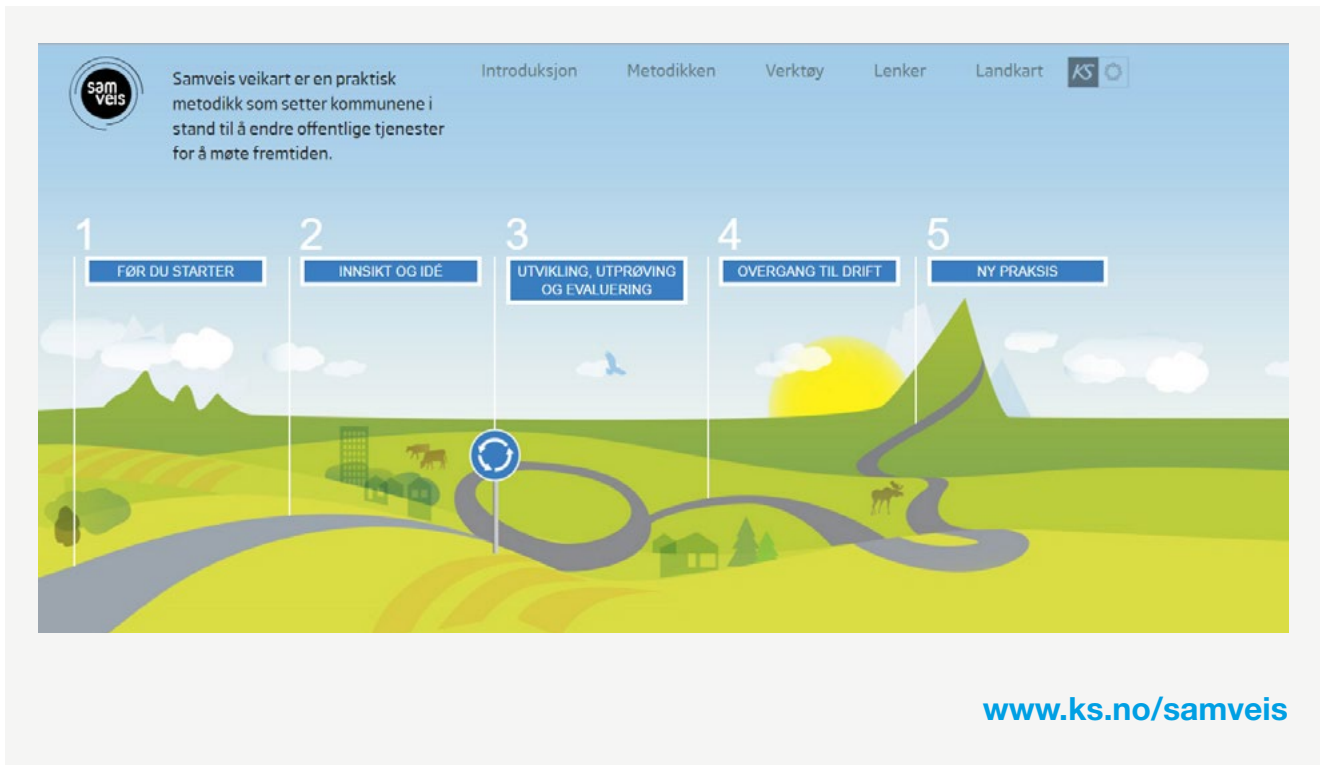 sam
veis
Samveis veikart er en praktisk
metodikk som setter kommunene i
stand til å endre offentlige tjenester
for å møte fremtiden.
Introduksjon
Metodikken
Verktøy
Lenker
Landkart
KS
1
FØR DU STARTER
2
INNSIKT OG IDÉ
3
UTVIKLING, UTPRØVING
OG EVALUERING
4
OVERGANG TIL DRIFT
5
NY PRAKSIS
www.ks.no/samveis